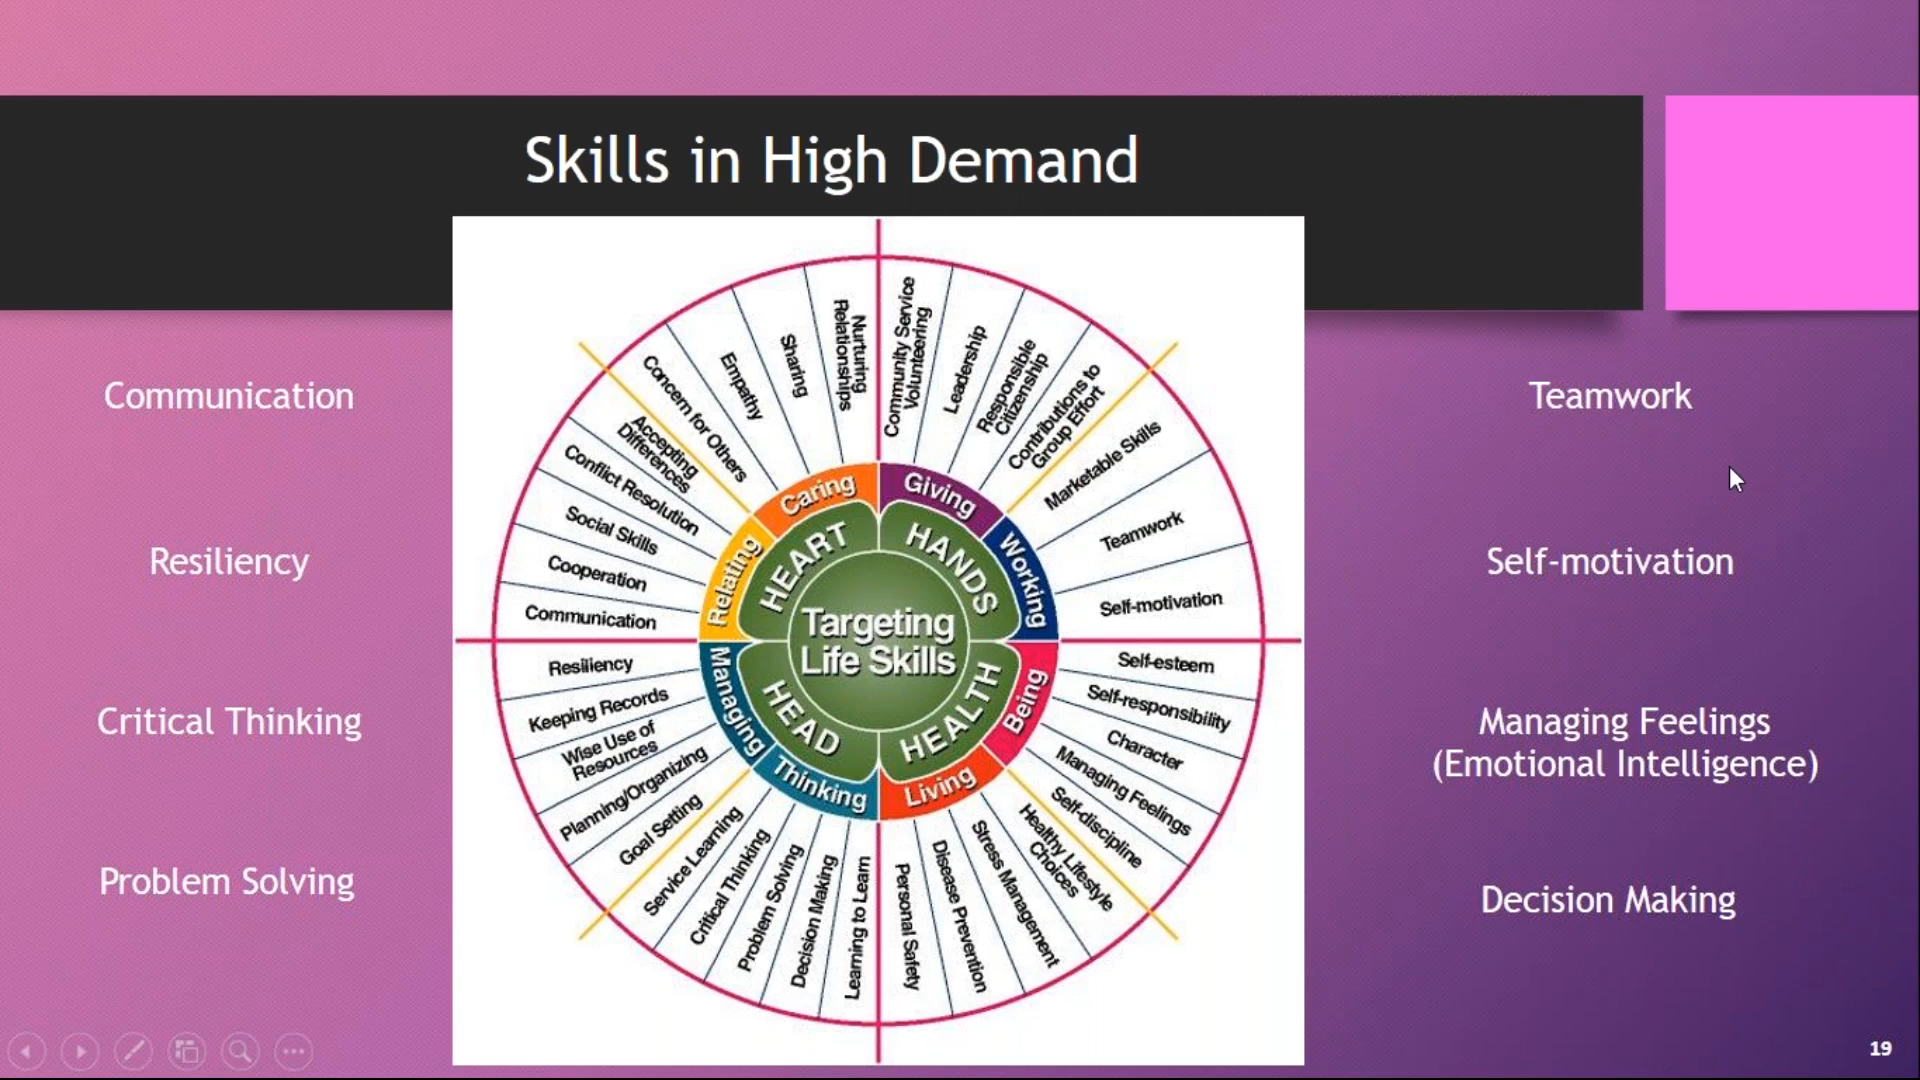 Skills in High Demand
Communication
Resiliency
Critical Thinking
Problem Solving
Nurturing
Relationships
Sharing
Empathy
Concern for Others
Accepting
Differences
Conflict Resolution
Social Skills
Cooperation
Communication
Resiliency
Keeping Records
Wise Use of
Resources
Planning/Organizing
Goal Setting
Service Learning
Critical Thinking
Problem Solving
Decision Making
Learning to Learn
Community Service
Volunteering
Leadership
Responsible
Citizenship
Contributions to
Group Effort
Marketable Skills
Teamwork
Self-motivation
Self-esteem
Self-responsibility
Character
Managing Feelings
Self-discipline
Healthy Lifestyle
Choices
Stress Management
Disease Prevention
Personal Safety
Caring
Giving
Relating
Working
Managing
Being
Thinking
Living
HEART
HANDS
HEAD
HEALTH
Targeting
Life Skills
Teamwork
Self-motivation
Managing Feelings
(Emotional Intelligence)
Decision Making
19